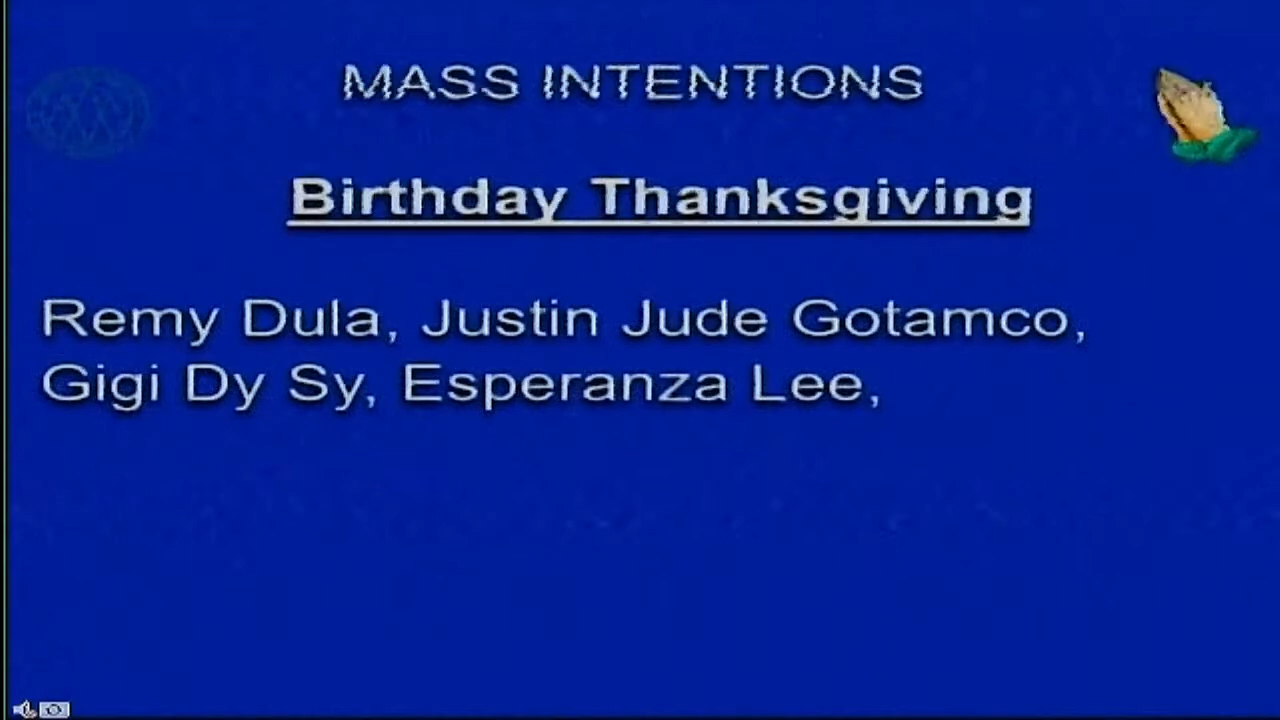 MASS INTENTIONS
Birthday Thanksgiving
Remy Dula, Justin Jude Gotamco,
Gigi Dy Sy, Esperanza Lee,